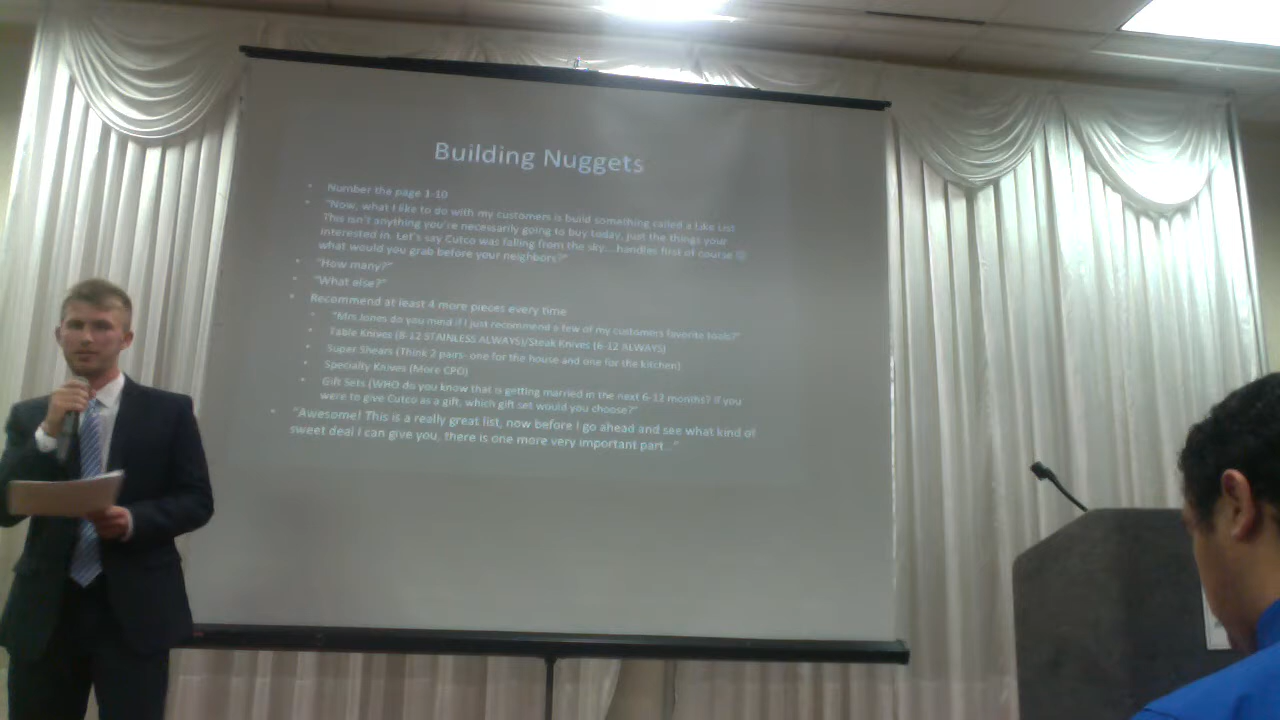 Building Nuggets
• Number the page 1-10
• "Now, what I like to do with my customers is build something called a Like List
This isn't anything you're necessarily going to buy today, just the things your
interested in. Let's say Cutco was falling from the sky... handles first of course ☺
what would you grab before your neighbors?"
• "How many?"
• "What else?"
• Recommend at least 4 more pieces every time
• "Mrs Jones do you mind if I just recommend a few of my customers favorite tools?"
• Table Knives (8-12 STAINLESS ALWAYS)/Steak Knives (6-12 ALWAYS)
• Super Shears (Think 2 pairs- one for the house and one for the kitchen)
• Specialty Knives (More CPO)
• Gift Sets (WHO do you know that is getting married in the next 6-12 months? If you
were to give Cutco as a gift, which gift set would you choose?"
• "Awesome! This is a really great list, now before I go ahead and see what kind of
sweet deal I can give you, there is one more very important part..."